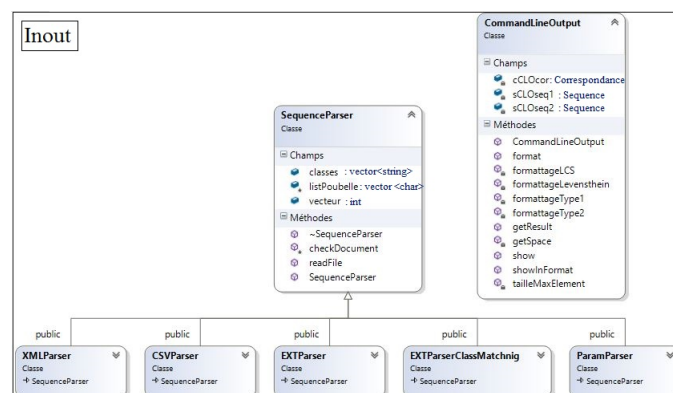 Inout
CommandLineOutput
Classe
Champs
cCLOcor: Correspondance
sCLOseq1 : Sequence
sCLOseq2 : Sequence
Méthodes
CommandLineOutput
format
formattageLCS
formattageLevensthein
formattageType1
formattageType2
getResult
getSpace
show
showInFormat
tailleMaxElement
SequenceParser
Classe
Champs
classes : vector<string>
listPoubelle: vector <char>
vecteur : int
Méthodes
~SequenceParser
checkDocument
readFile
SequenceParser
public
public
public
public
public
XMLParser
Classe
SequenceParser
CSVParser
Classe
SequenceParser
EXTParser
Classe
SequenceParser
EXTParserClassMatchnig
Classe
SequenceParser
ParamParser
Classe
SequenceParser